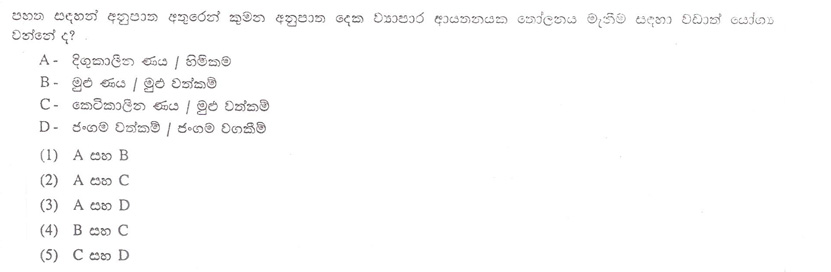 පහත සඳහන් අනුපාත අතුරෙන් කුමන අනුපාත දෙක ව්‍යාපාර ආයතනයක තෝලනය මැනීම සඳහා වඩාත් යෝග්‍ය
වන්නේ ද?
A - දිගුකාලීන ණය / හිමිකම
B - මුළු ණය / මුළු වත්කම්
C - කෙටිකාලීන ණය / මුළු වත්කම්
D - ජංගම වත්කම් / ජංගම වගකීම්
(1) A සහ B
(2) A සහ C
(3) A සහ D
(4) B සහ C
(5) C සහ D